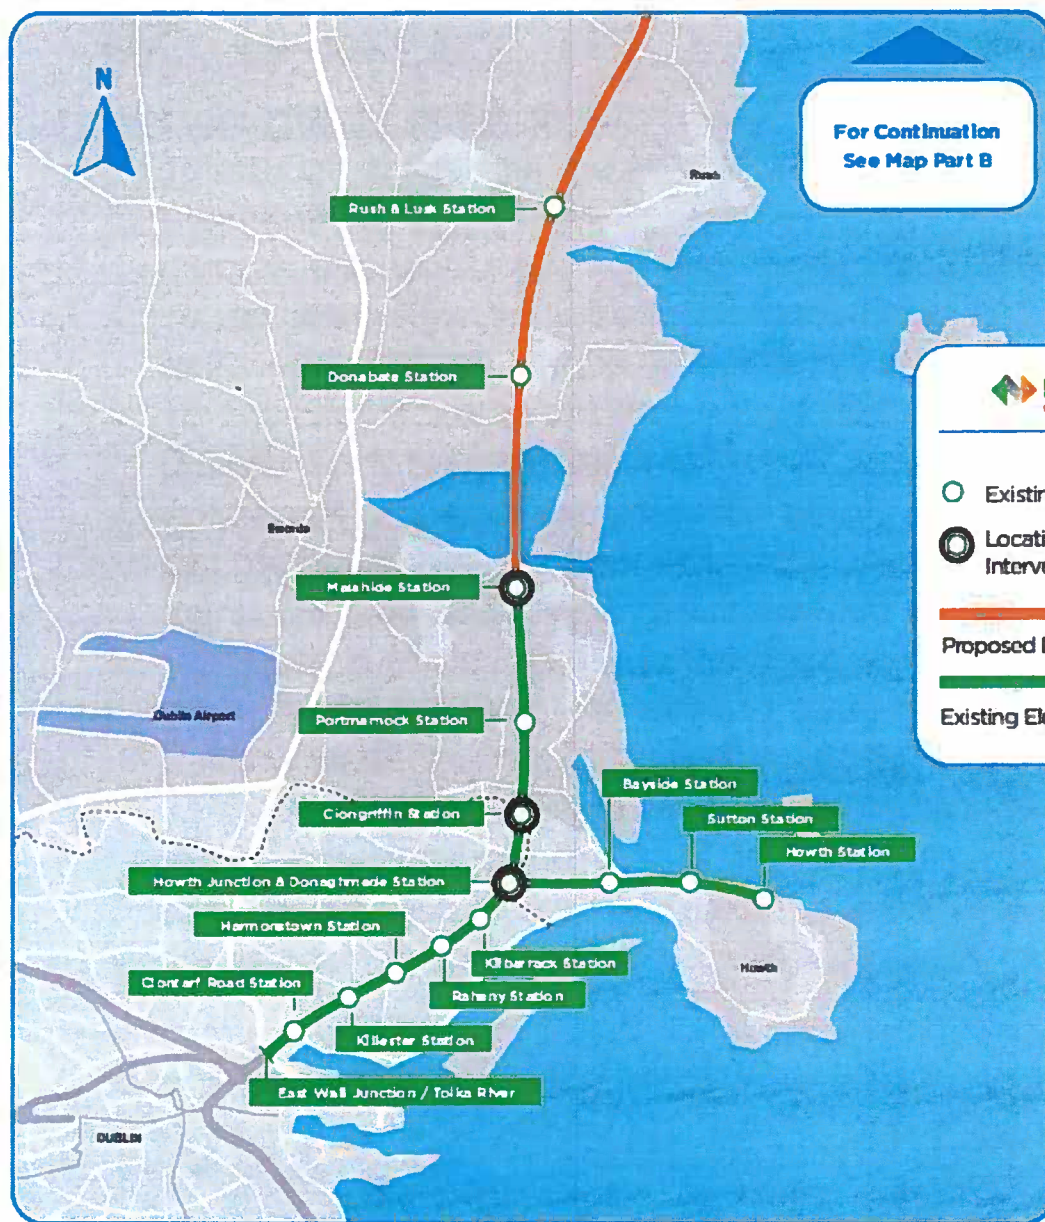 N
For Continuation
See Map Part B
Rush
Rush & Lusk Station
Donabate Station
Existin
Locati
Interv
Swords
Malahide Station
Proposed
Existing El
Dublin Airport
Portmarnock Station
Bayside Station
Clongriffin Station
Sutton Station
Howth Station
Howth Junction & Donaghmede Station
Harmonstown Station
Kilbarrack Station
Howth
Clontarf Road Station
Raheny Station
Killester Station
East Wall Junction / Tolka River
DUBLIN